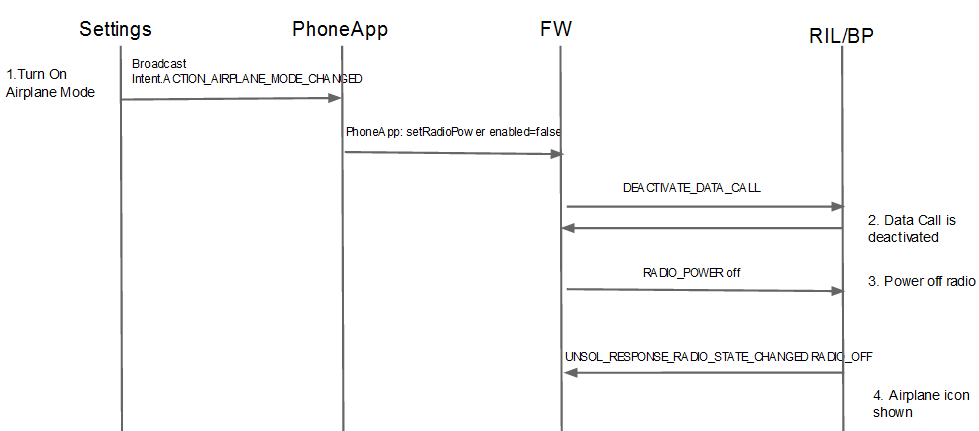 Settings
PhoneApp
FW
RIL/BP
1.Turn On
Airplane Mode
Broadcast
Intent.ACTION_AIRPLANE_MODE_CHANGED
PhoneApp: setRadioPower enabled=false
DEACTIVATE_DATA_CALL
2. Data Call is
deactivated
RADIO_POWER off
3. Power off radio
UNSOL_RESPONSE_RADIO_STATE_CHANGED RADIO_OFF
4. Airplane icon
shown